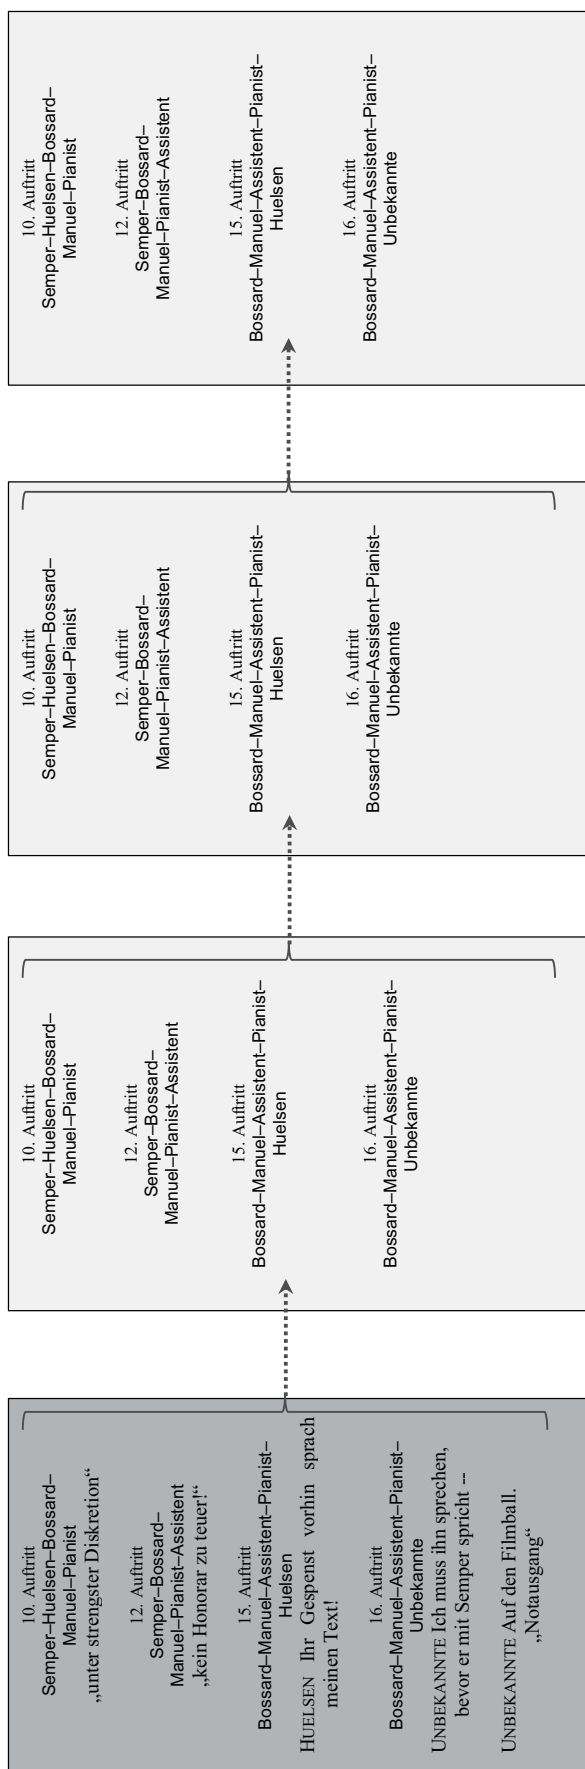 10. Auftritt
Semper–Huelsen–Bossard–
Manuel–Pianist
„unter strengster Diskretion“
12. Auftritt
Semper–Bossard–
Manuel–Pianist–Assistent
„kein Honorar zu teuer!“
15. Auftritt
Bossard–Manuel–Assistent–Pianist–
Huelsen
HUELSEN Ihr Gespenst vorhin sprach
meinen Text!
16. Auftritt
Bossard–Manuel–Assistent–Pianist–
Unbekannte
UNBEKANNTE Ich muss ihn sprechen,
bevor er mit Semper spricht --
UNBEKANNTE Auf den Filmball.
„Notausgang“
10. Auftritt
Semper–Huelsen–Bossard–
Manuel–Pianist
12. Auftritt
Semper–Bossard–
Manuel–Pianist–Assistent
15. Auftritt
Bossard–Manuel–Assistent–Pianist–
Huelsen
16. Auftritt
Bossard–Manuel–Assistent–Pianist–
Unbekannte
10. Auftritt
Semper–Huelsen–Bossard–
Manuel–Pianist
12. Auftritt
Semper–Bossard–
Manuel–Pianist–Assistent
15. Auftritt
Bossard–Manuel–Assistent–Pianist–
Huelsen
16. Auftritt
Bossard–Manuel–Assistent–Pianist–
Unbekannte
10. Auftritt
Semper–Huelsen–Bossard–
Manuel–Pianist
12. Auftritt
Semper–Bossard–
Manuel–Pianist–Assistent
15. Auftritt
Bossard–Manuel–Assistent–Pianist–
Huelsen
16. Auftritt
Bossard–Manuel–Assistent–Pianist–
Unbekannte